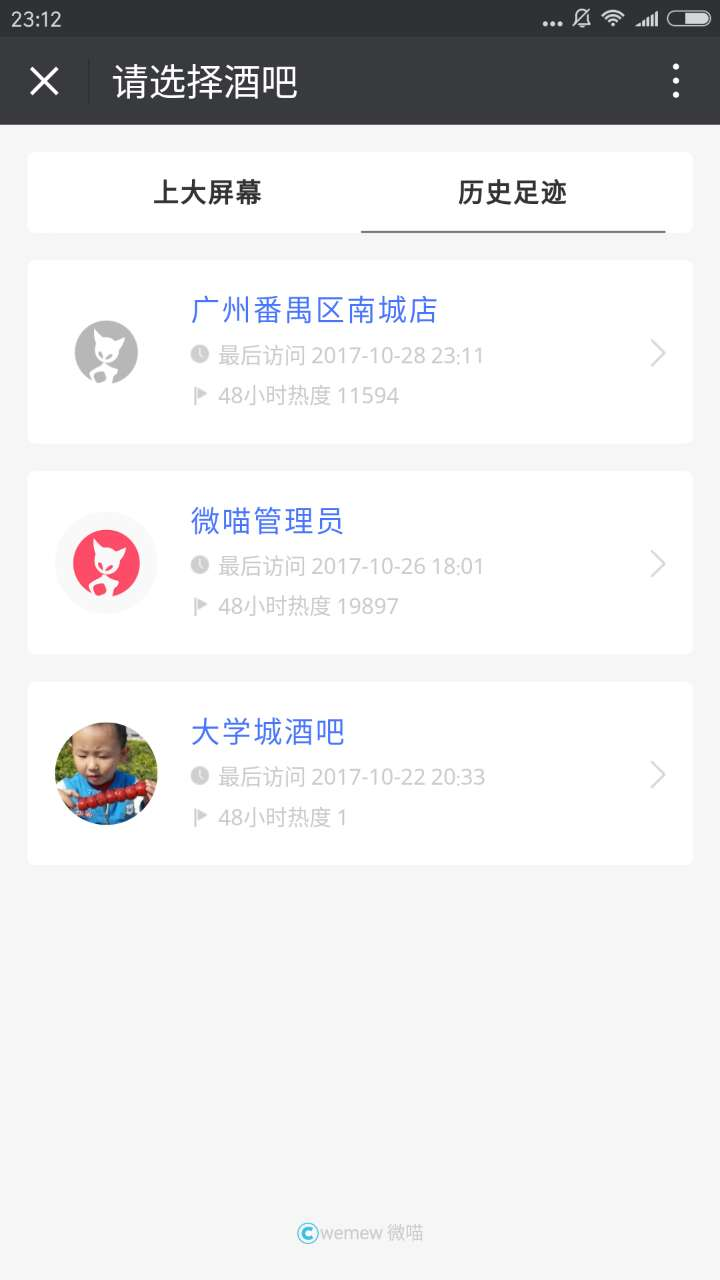 23:12
请选择酒吧
上大屏幕 历史足迹
广州番禺区南城店
最后访问 2017-10-28 23:11
48小时热度 11594
微喵管理员
最后访问 2017-10-26 18:01
48小时热度 19897
大学城酒吧
最后访问 2017-10-22 20:33
48小时热度 1
wemew 微喵